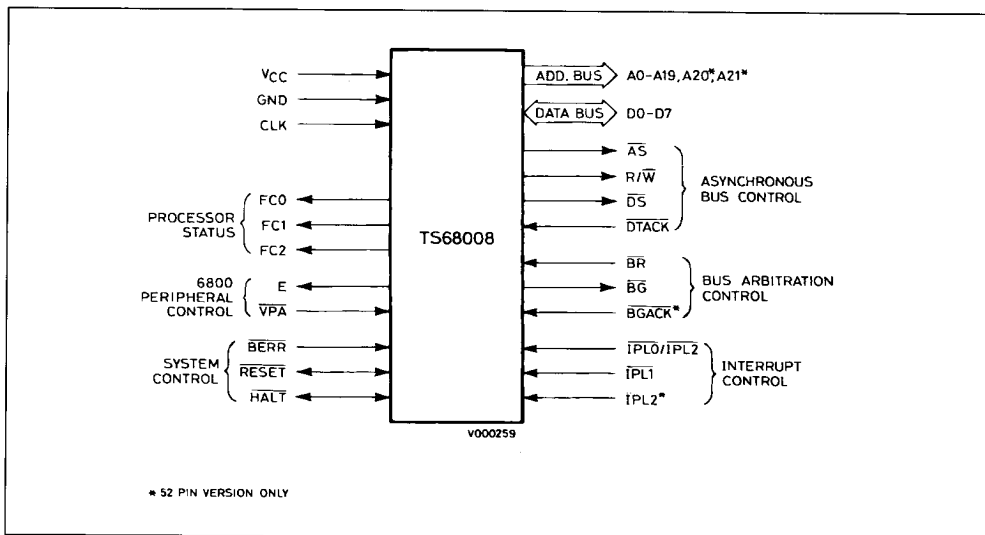 VCC
GND
CLK
FC0
FC1
FC2
PROCESSOR
STATUS
E
VPA
6800
PERIPHERAL
CONTROL
BERR
RESET
HALT
SYSTEM
CONTROL
TS68008
ADD. BUS A0-A19, A20*, A21*
DATA BUS D0-D7
AS
R/W
DS
DTACK
ASYNCHRONOUS
BUS CONTROL
BR
BG
BGACK*
BUS ARBITRATION
CONTROL
IPL0/IPL2
IPL1
IPL2*
INTERRUPT
CONTROL
V000259
* 52 PIN VERSION ONLY